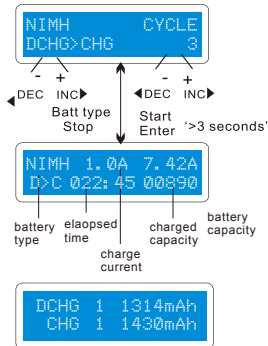 NIMH CYCLE
DCHG>CHG 3
- + - +
◀DEC INC▶ ◀DEC INC▶
Batt type Start
Stop Enter '>3 seconds'
NIMH 1.0A 7.42A
D>C 022:45 00890
battery type
elaopsed time
charge current
charged capacity
battery capacity
DCHG 1 1314mAh
CHG 1 1430mAh